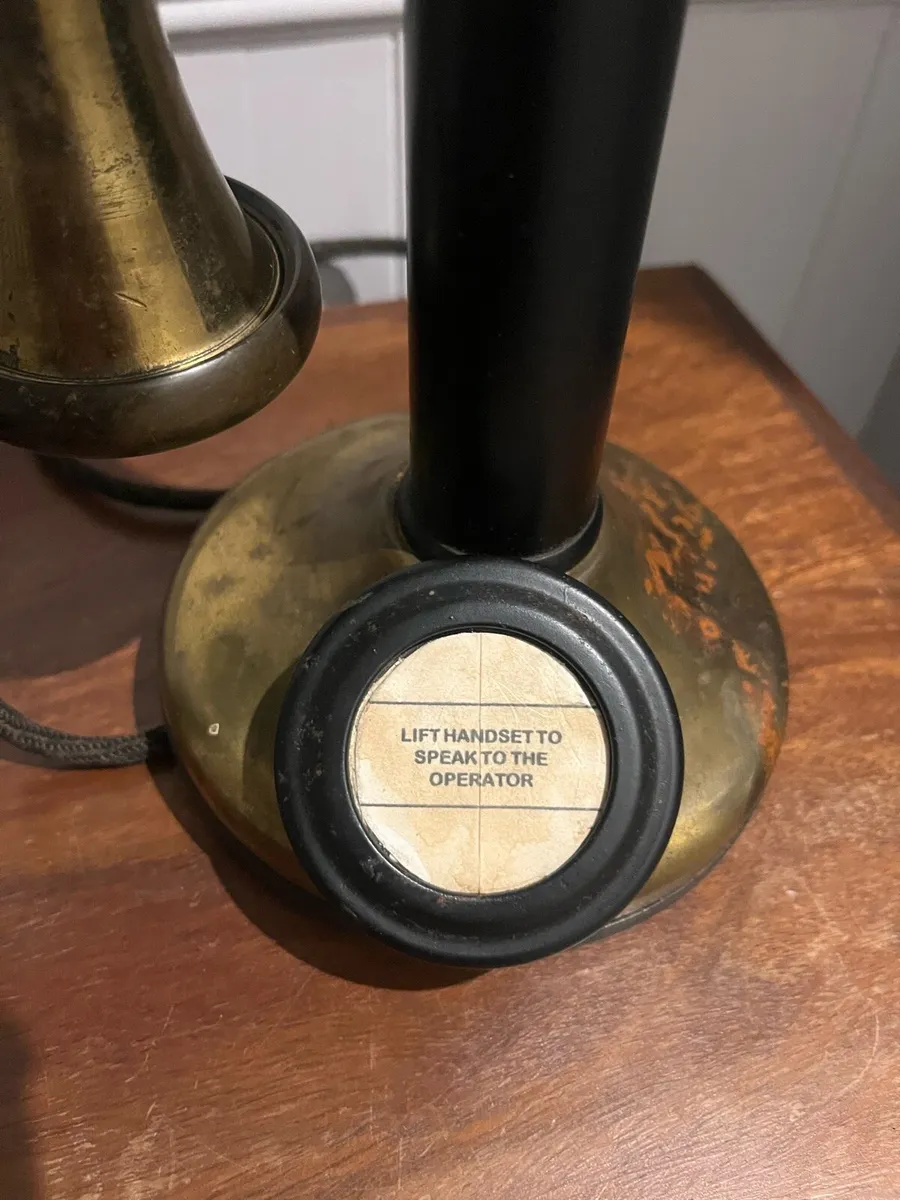 LIFT HANDSET TO
SPEAK TO THE
OPERATOR